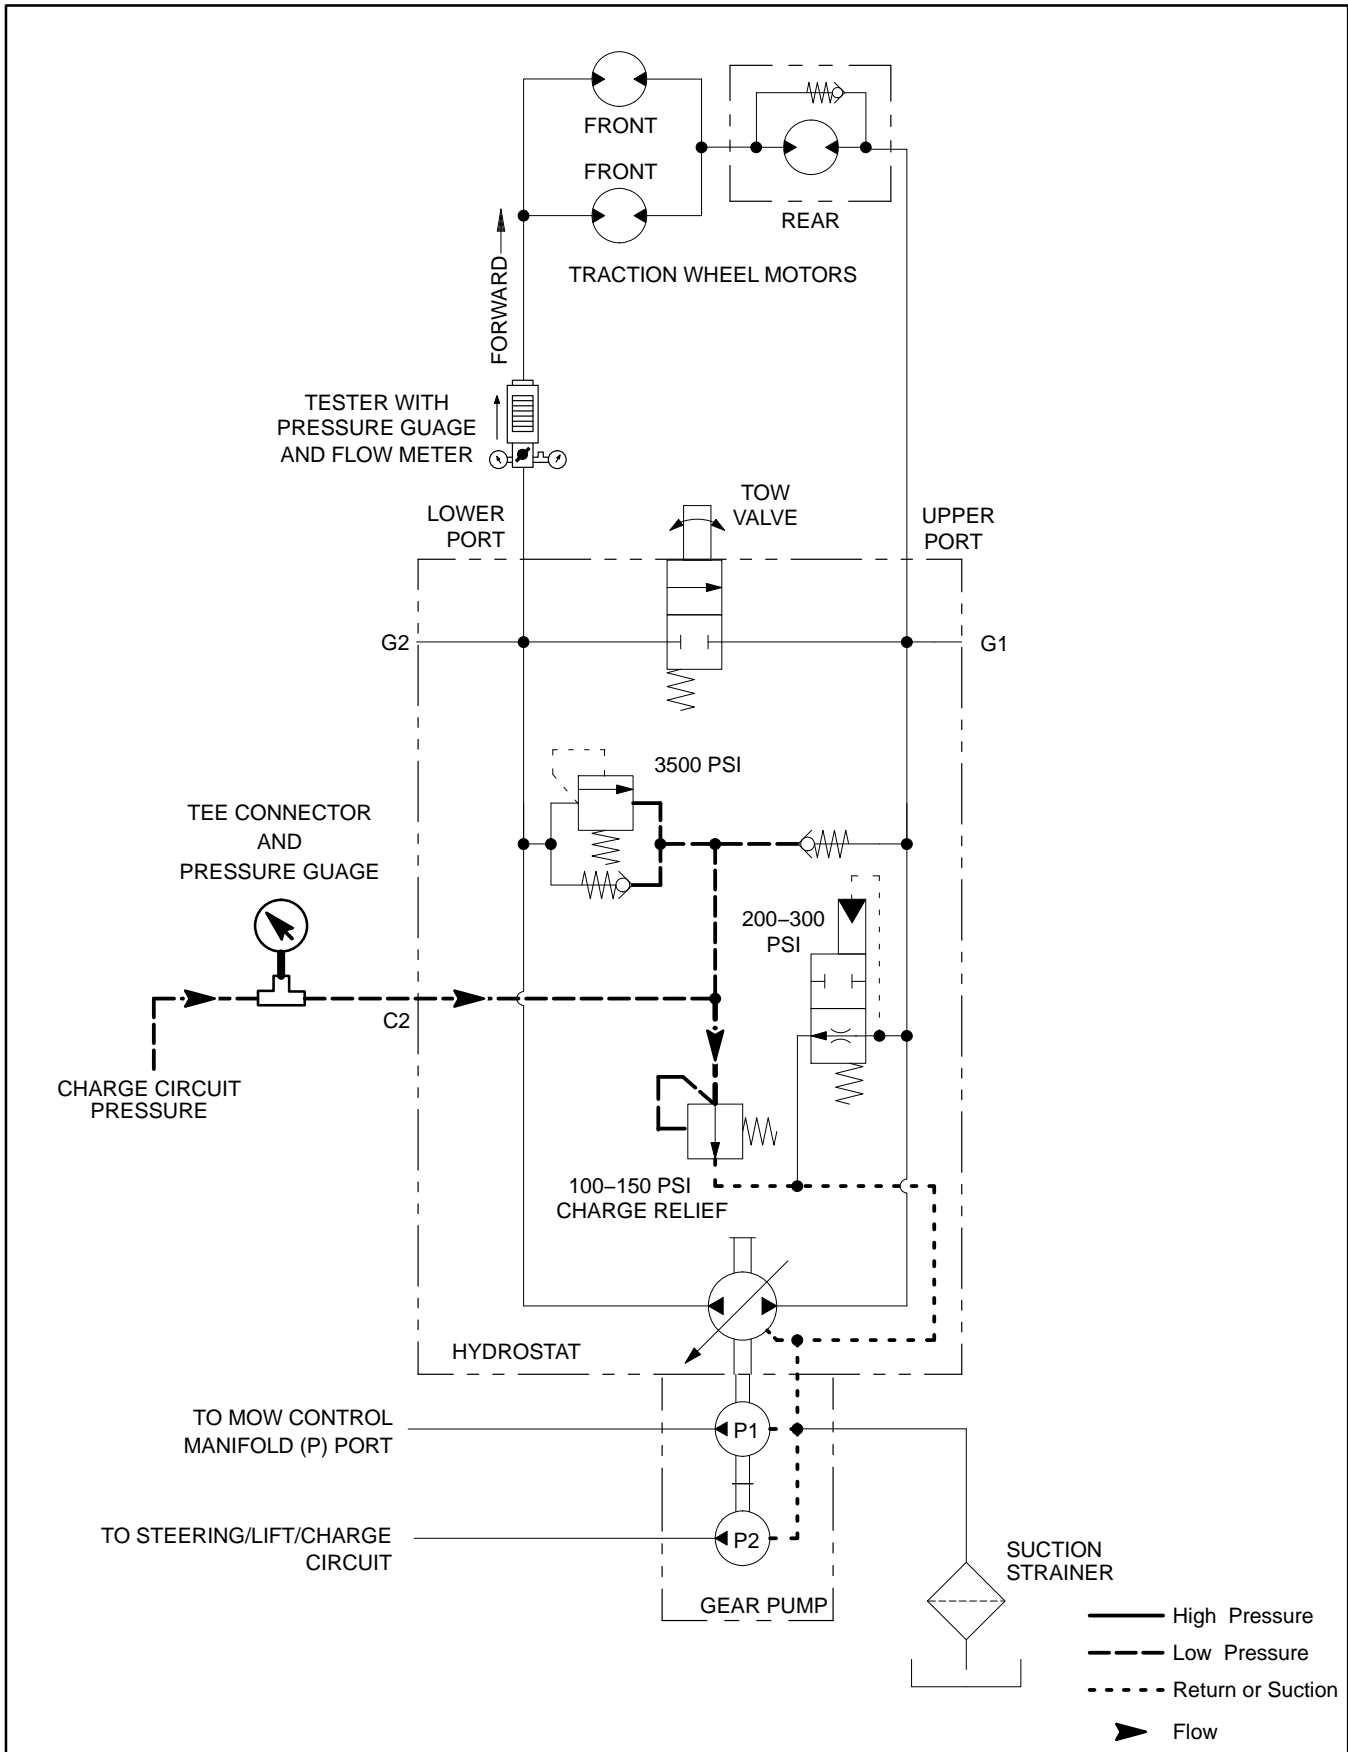 FRONT
FRONT
REAR
TRACTION WHEEL MOTORS
FORWARD
TESTER WITH
PRESSURE GUAGE
AND FLOW METER
LOWER
PORT
TOW
VALVE
UPPER
PORT
G2
G1
3500 PSI
TEE CONNECTOR
AND
PRESSURE GUAGE
200–300
PSI
C2
CHARGE CIRCUIT
PRESSURE
100–150 PSI
CHARGE RELIEF
HYDROSTAT
TO MOW CONTROL
MANIFOLD (P) PORT
P1
TO STEERING/LIFT/CHARGE
CIRCUIT
P2
GEAR PUMP
SUCTION
STRAINER
High Pressure
Low Pressure
Return or Suction
Flow